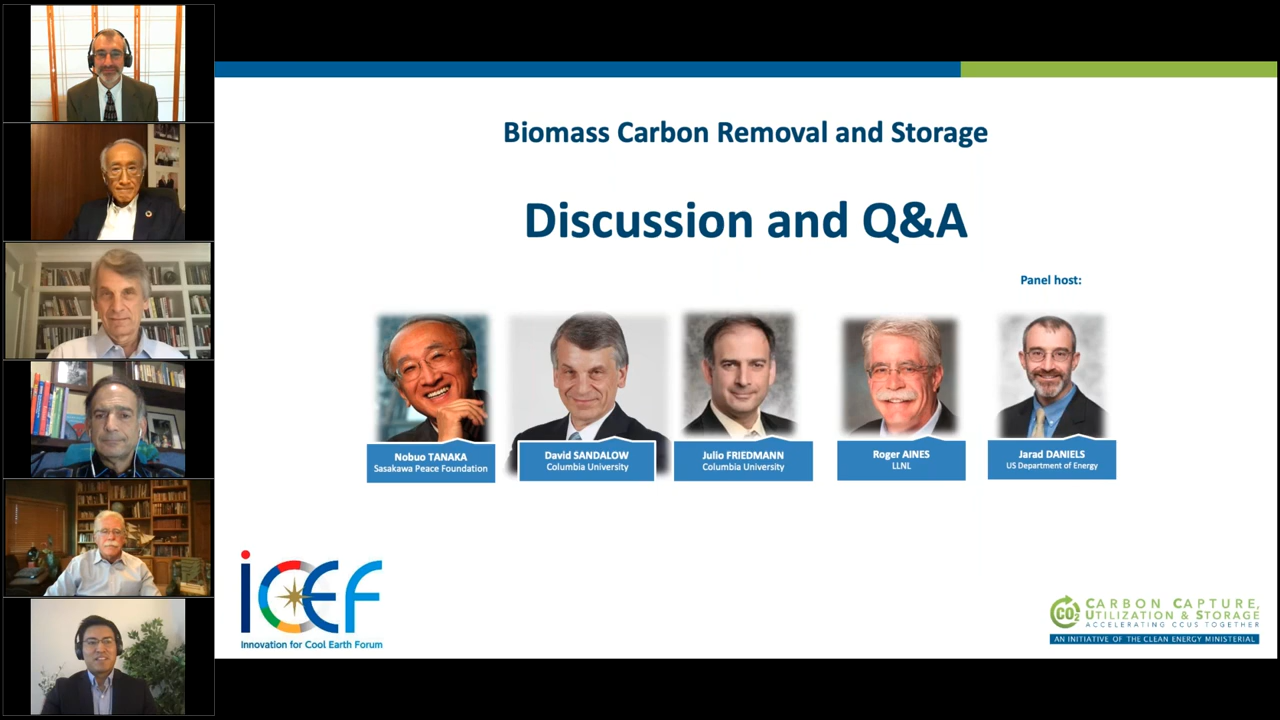 Biomass Carbon Removal and Storage
Discussion and Q&A
Panel host:
Nobuo TANAKA
Sasakawa Peace Foundation
David SANDALOW
Columbia University
Julio FRIEDMANN
Columbia University
Roger AINES
LLNL
Jarad DANIELS
US Department of Energy
iCEF
Innovation for Cool Earth Forum
CO2
CARBON CAPTURE,
UTILIZATION & STORAGE
ACCELERATING CCUS TOGETHER
AN INITIATIVE OF THE CLEAN ENERGY MINISTERIAL